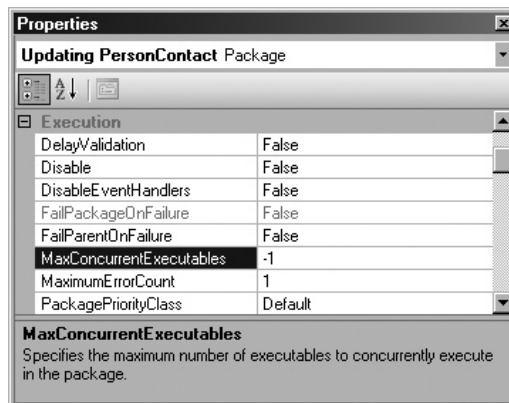 Properties
Updating PersonContact Package
Execution
DelayValidation False
Disable False
DisableEventHandlers False
FailPackageOnFailure False
FailParentOnFailure False
MaxConcurrentExecutables -1
MaximumErrorCount 1
PackagePriorityClass Default
MaxConcurrentExecutables
Specifies the maximum number of executables to concurrently execute
in the package.